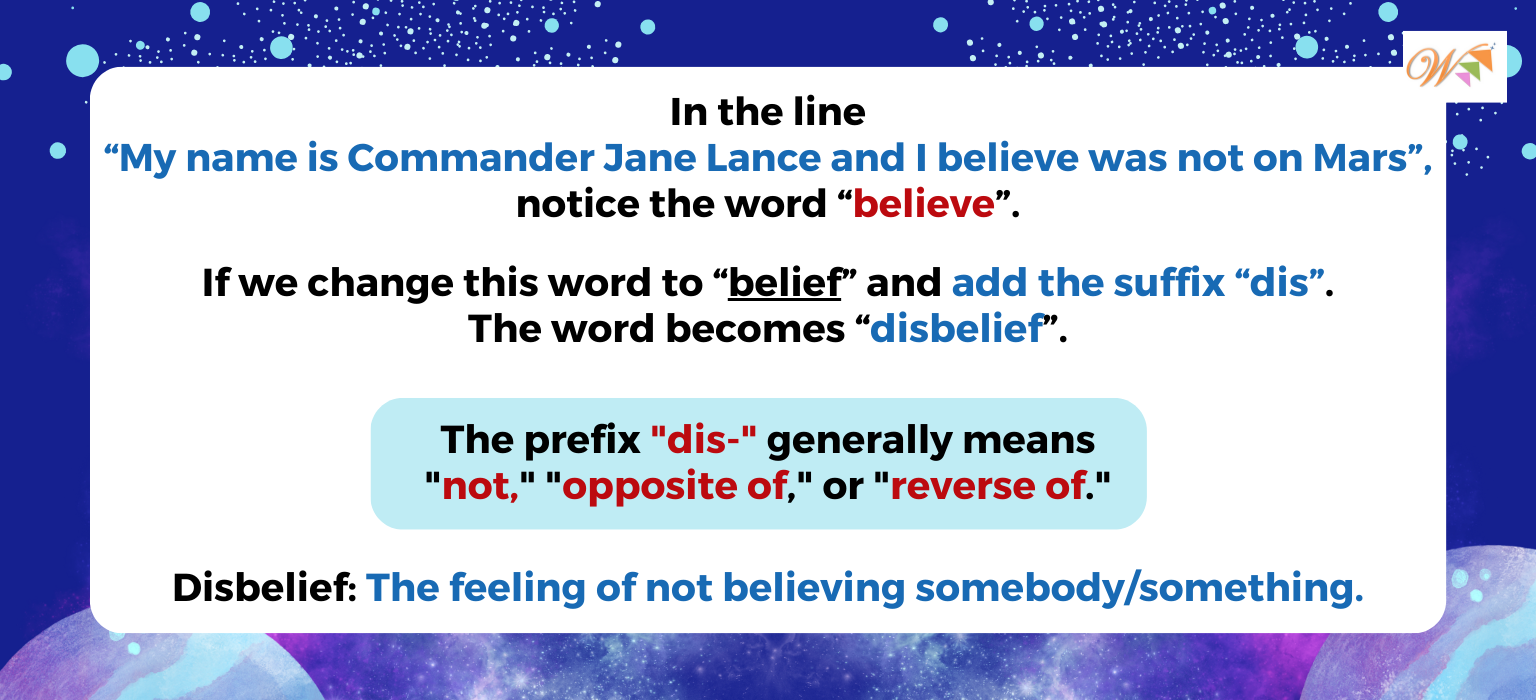 In the line
“My name is Commander Jane Lance and I believe was not on Mars”,
notice the word “believe”.
If we change this word to “belief” and add the suffix “dis”.
The word becomes “disbelief”.
The prefix "dis-" generally means
"not," "opposite of," or "reverse of."
Disbelief: The feeling of not believing somebody/something.
W